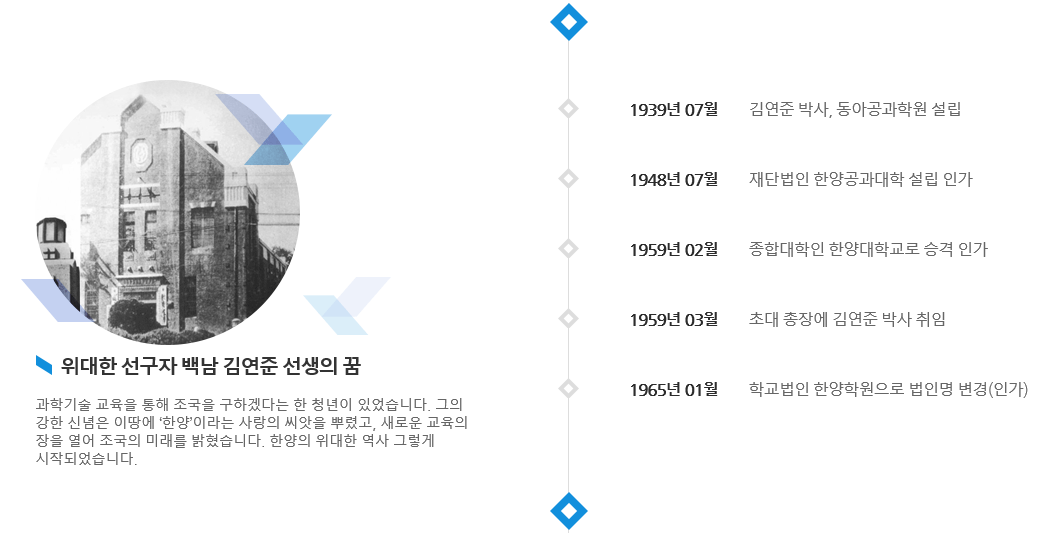 위대한 선구자 백남 김연준 선생의 꿈
과학기술 교육을 통해 조국을 구하겠다는 한 청년이 있었습니다. 그의
강한 신념은 이땅에 ‘한양’이라는 사랑의 씨앗을 뿌렸고, 새로운 교육의
장을 열어 조국의 미래를 밝혔습니다. 한양의 위대한 역사 그렇게
시작되었습니다.
1939년 07월 김연준 박사, 동아공과학원 설립
1948년 07월 재단법인 한양공과대학 설립 인가
1959년 02월 종합대학인 한양대학교로 승격 인가
1959년 03월 초대 총장에 김연준 박사 취임
1965년 01월 학교법인 한양학원으로 법인명 변경(인가)